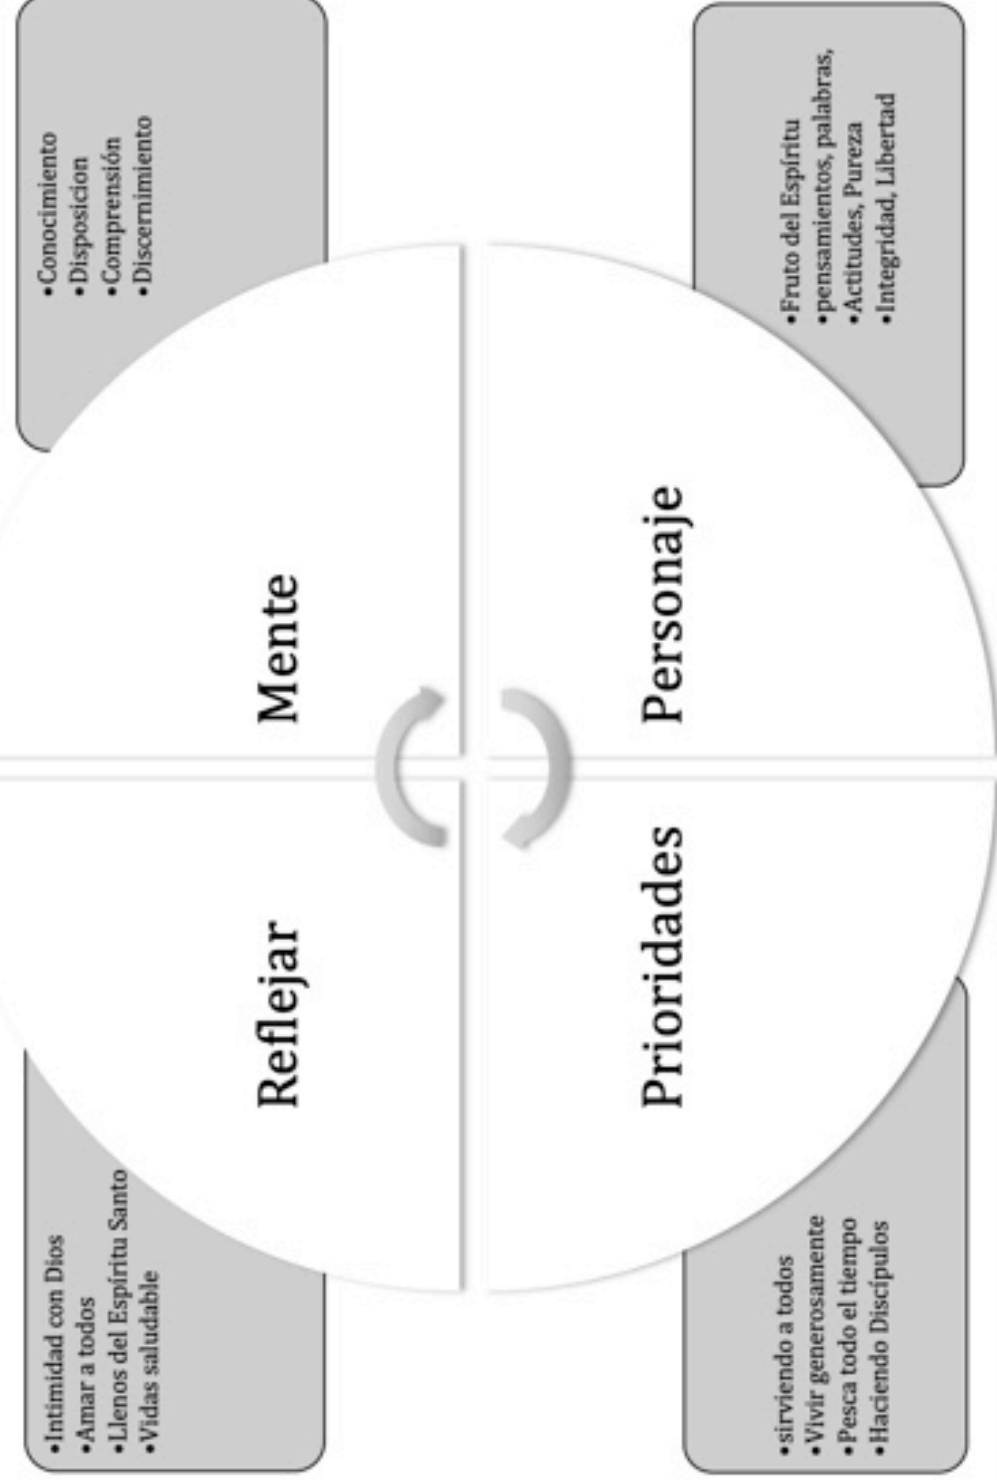 •Intimidad con Dios
•Amar a todos
•Llenos del Espíritu Santo
•Vidas saludable
•Conocimiento
•Disposicion
•Comprensión
•Discernimiento
Reflejar
Mente
Prioridades
Personaje
•sirviendo a todos
•Vivir generosamente
•Pesca todo el tiempo
•Haciendo Discípulos
•Fruto del Espíritu
•pensamientos, palabras,
•Actitudes, Pureza
•Integridad, Libertad